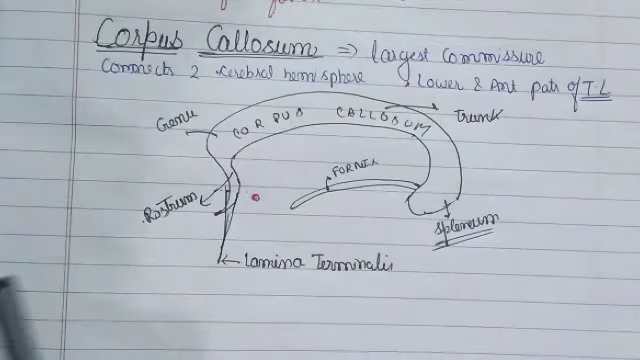 Corpus Callosum ⇒ Largest Commissure
Connects 2 cerebral hemisphere , Lower & Ant parts of T.L
Genu
CORPUS CALLOSUM
Trunk
FORNIX
Rostrum
Splenium
Lamina Terminalis